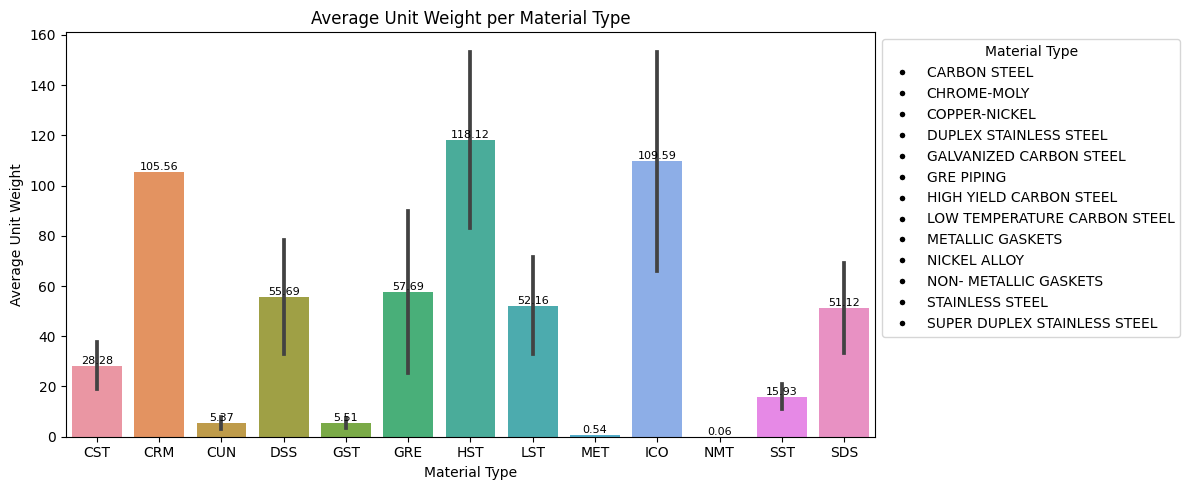 Average Unit Weight per Material Type
160
140
120
100
80
60
40
20
0
Average Unit Weight
28.28
105.56
5.37
55.69
5.51
57.69
118.12
52.16
0.54
109.59
0.06
15.93
51.12
CST CRM CUN DSS GST GRE HST LST MET ICO NMT SST SDS
Material Type
Material Type
CARBON STEEL
CHROME-MOLY
COPPER-NICKEL
DUPLEX STAINLESS STEEL
GALVANIZED CARBON STEEL
GRE PIPING
HIGH YIELD CARBON STEEL
LOW TEMPERATURE CARBON STEEL
METALLIC GASKETS
NICKEL ALLOY
NON- METALLIC GASKETS
STAINLESS STEEL
SUPER DUPLEX STAINLESS STEEL